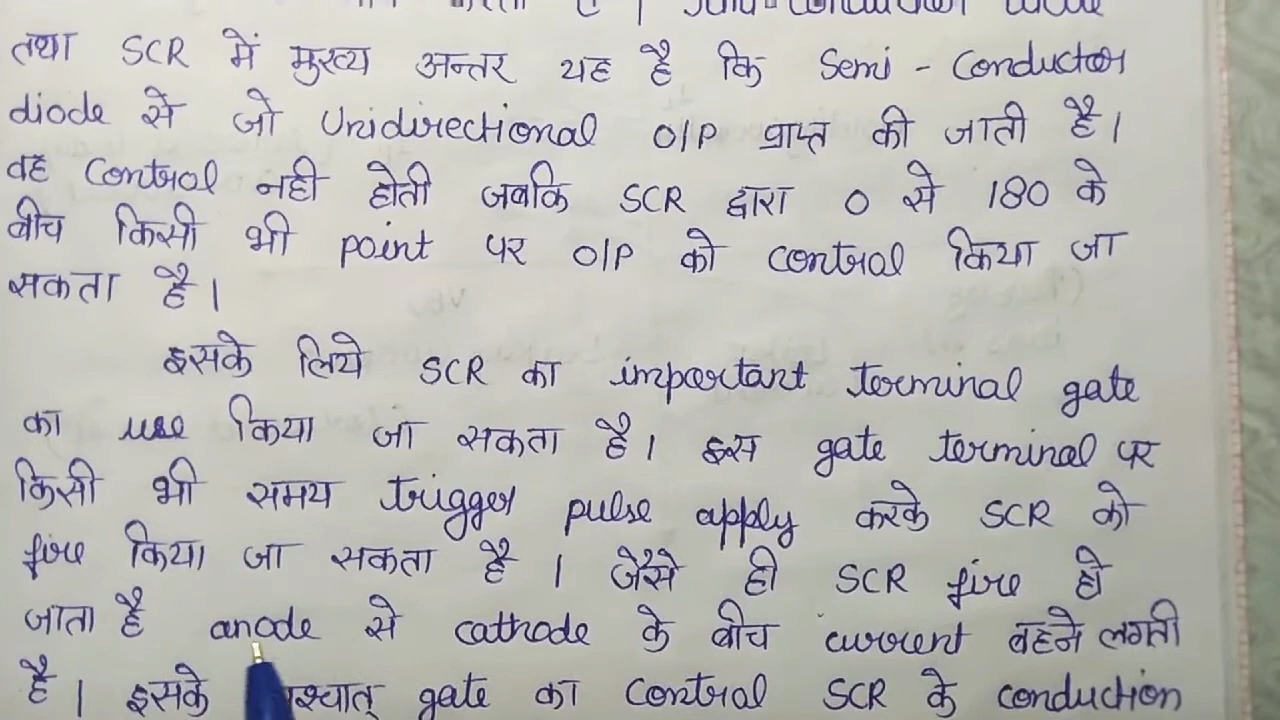 तथा SCR में मुख्य अन्तर यह है कि Semi - Conductor
diode से जो Unidirectional O/P प्राप्त की जाती है।
वह Control नही होती जबकि SCR द्वारा 0 से 180 के
बीच किसी भी point पर O/P को control किया जा
सकता है।
इसके लिये SCR का important terminal gate
का use किया जा सकता है। इस gate terminal पर
किसी भी समय trigger pulse apply करके SCR को
fire किया जा सकता है । जैसे ही SCR fire हो
जाता है anode से cathode के बीच current बहने लगती
है। इसके पश्चात् gate का Control SCR के conduction